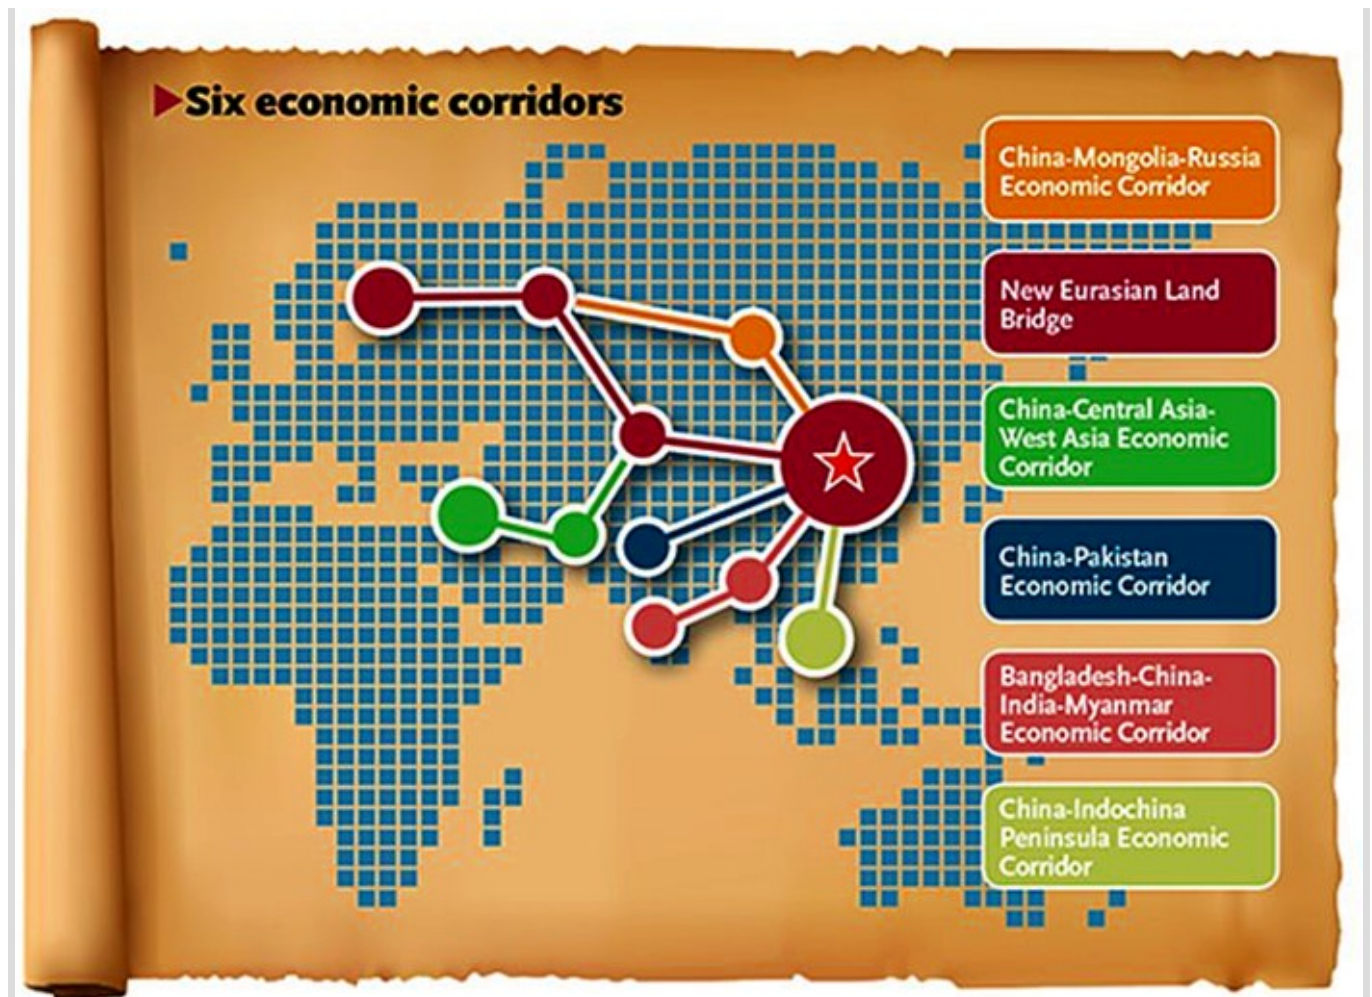 Six economic corridors
China-Mongolia-Russia
Economic Corridor
New Eurasian Land
Bridge
China-Central Asia-
West Asia Economic
Corridor
China-Pakistan
Economic Corridor
Bangladesh-China-
India-Myanmar
Economic Corridor
China-Indochina
Peninsula Economic
Corridor